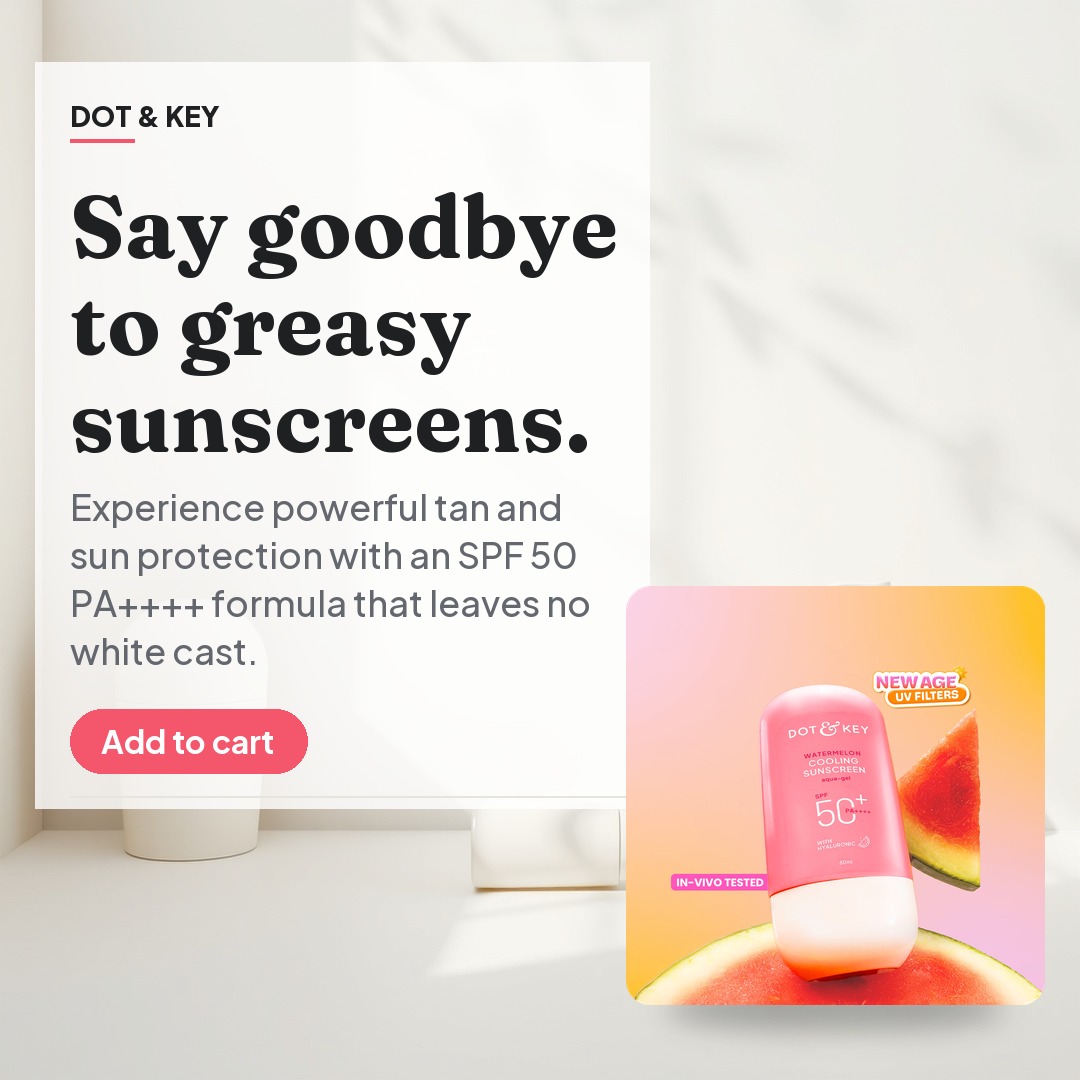 DOT & KEY
Say goodbye
to greasy
sunscreens.
Experience powerful tan and
sun protection with an SPF 50
PA++++ formula that leaves no
white cast.
Add to cart
NEW AGE
UV FILTERS
DOT & KEY
WATERMELON
COOLING
SUNSCREEN
aqua-gel
SPF
50+
PA++++
WITH
HYALURONIC
IN-VIVO TESTED